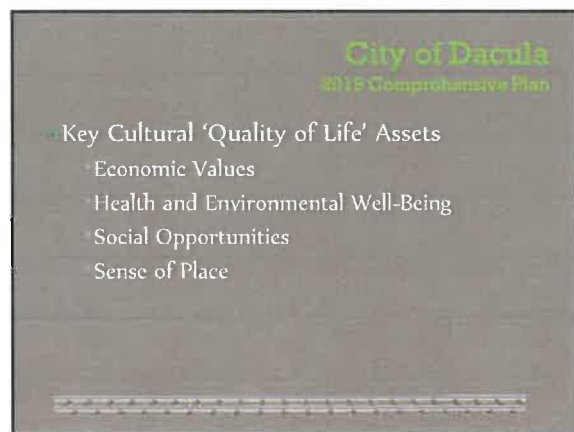 City of Dacula
2019 Comprehensive Plan
Key Cultural 'Quality of Life' Assets
Economic Values
Health and Environmental Well-Being
Social Opportunities
Sense of Place